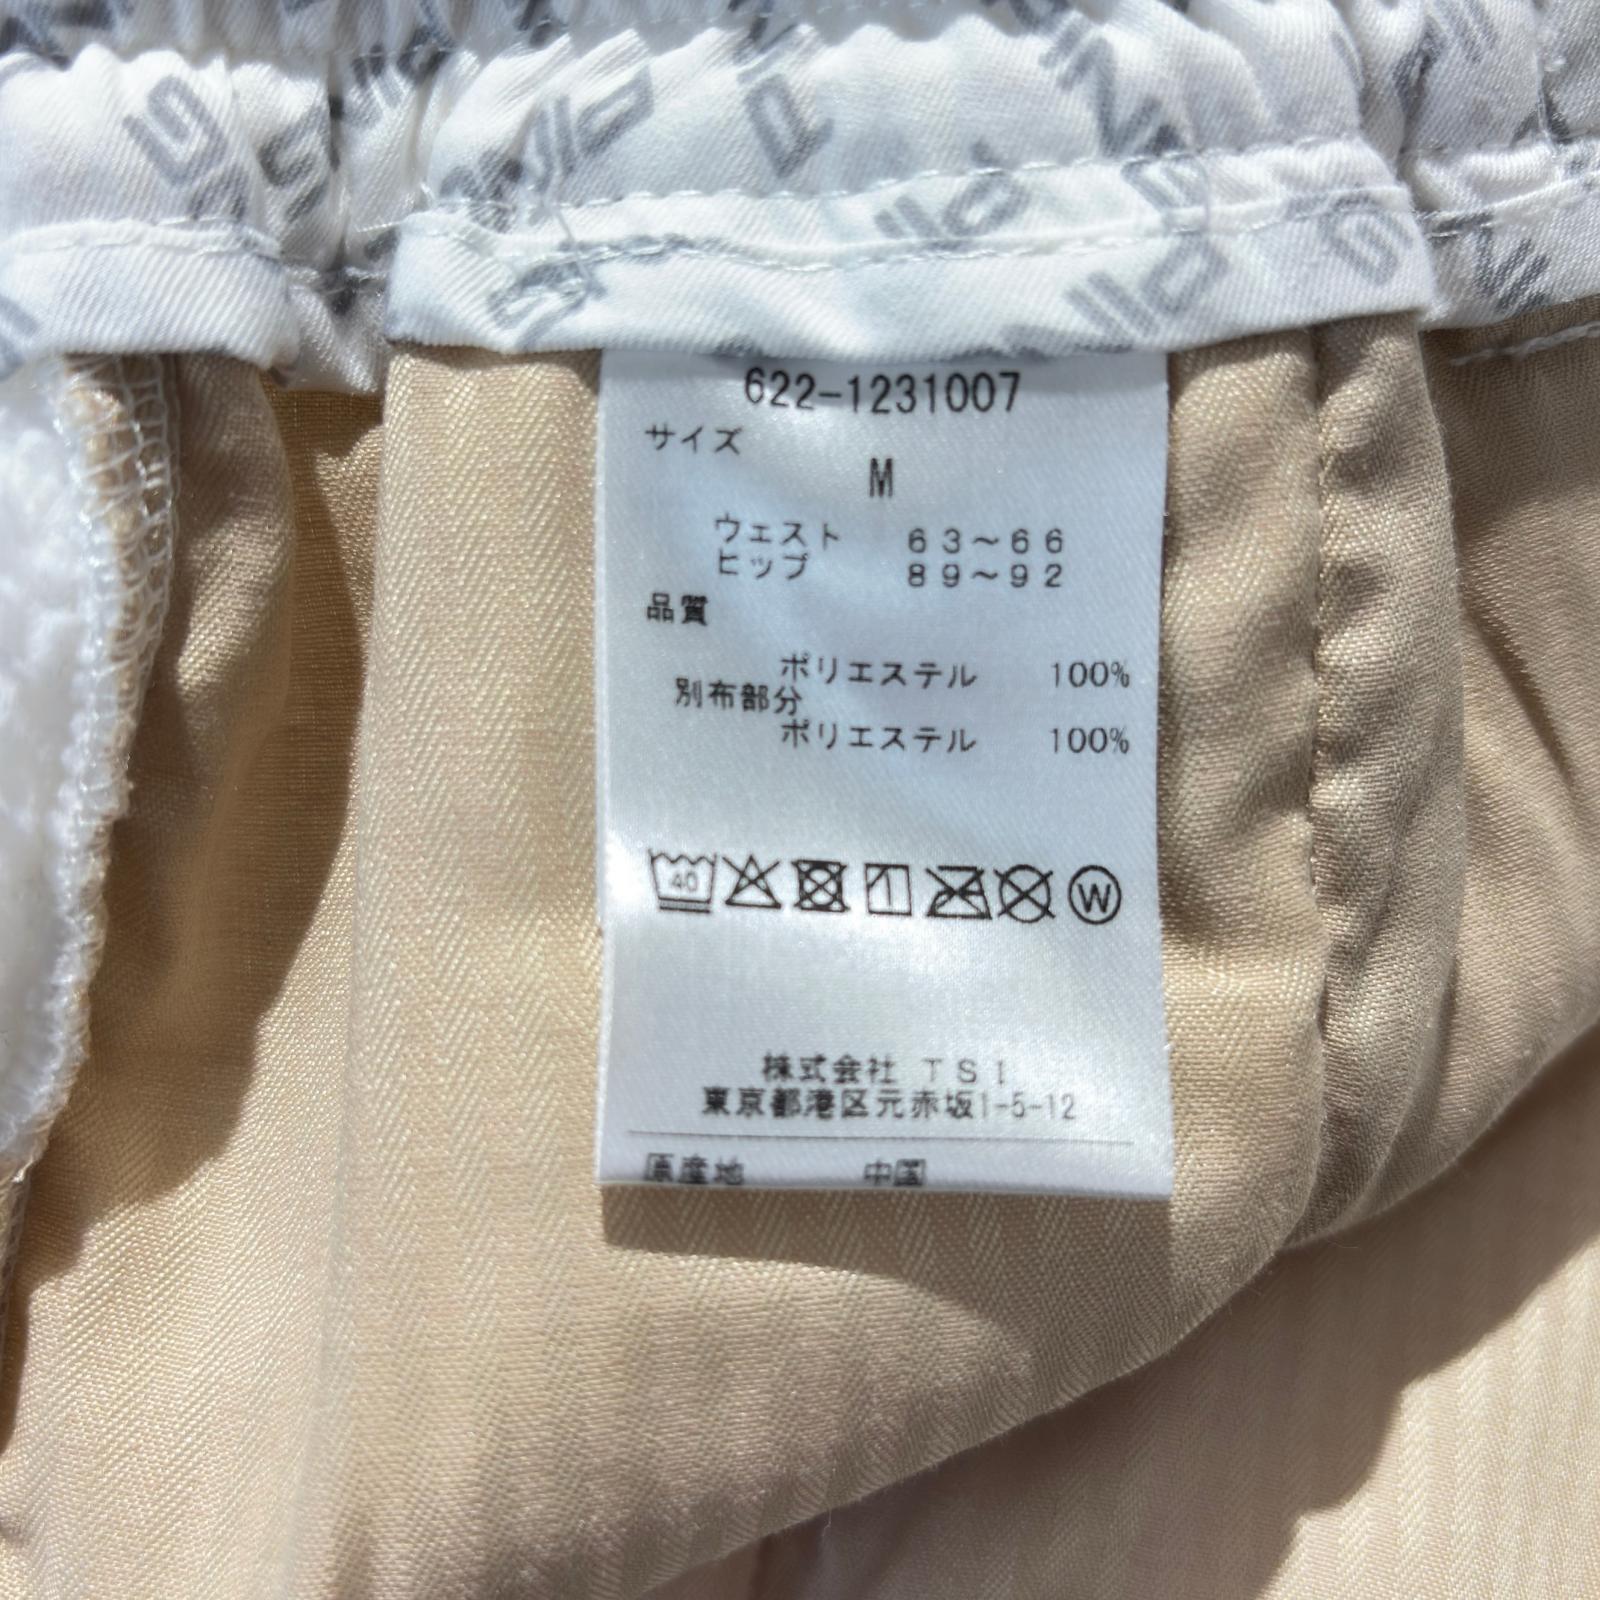 622-1231007
サイズ
M
ウェスト 63~66
ヒップ 89~92
品質
ポリエステル 100%
別布部分
ポリエステル 100%
40
W
株式会社 TSI
東京都港区元赤坂1-5-12
原産地 中国